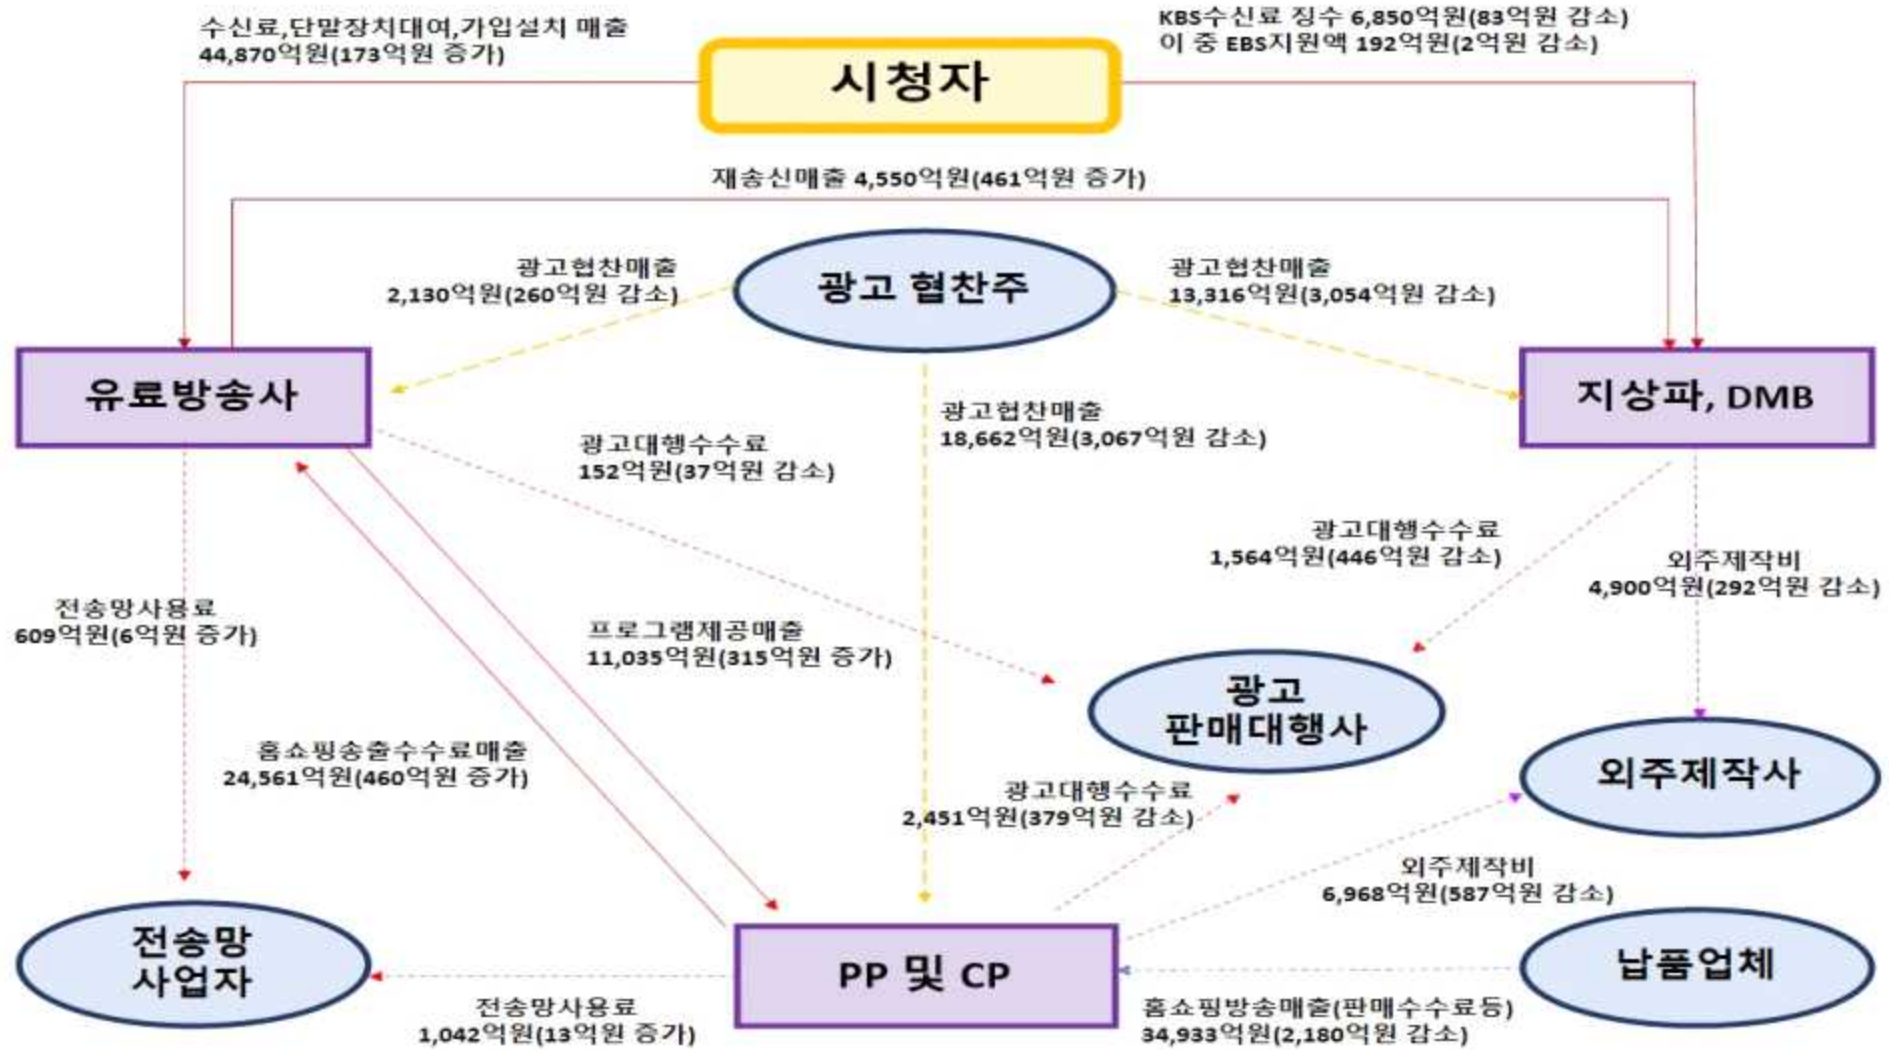 수신료,단말장치대여,가입설치 매출
44,870억원(173억원 증가)
KBS수신료 징수 6,850억원(83억원 감소)
이 중 EBS지원액 192억원(2억원 감소)
시청자
재송신매출 4,550억원(461억원 증가)
광고협찬매출
2,130억원(260억원 감소)
광고 협찬주
광고협찬매출
13,316억원(3,054억원 감소)
유료방송사
지상파, DMB
광고협찬매출
18,662억원(3,067억원 감소)
광고대행수수료
152억원(37억원 감소)
광고대행수수료
1,564억원(446억원 감소)
외주제작비
4,900억원(292억원 감소)
전송망사용료
609억원(6억원 증가)
프로그램제공매출
11,035억원(315억원 증가)
광고
판매대행사
홈쇼핑송출수수료매출
24,561억원(460억원 증가)
외주제작사
광고대행수수료
2,451억원(379억원 감소)
외주제작비
6,968억원(587억원 감소)
전송망
사업자
PP 및 CP
납품업체
전송망사용료
1,042억원(13억원 증가)
홈쇼핑방송매출(판매수수료등)
34,933억원(2,180억원 감소)